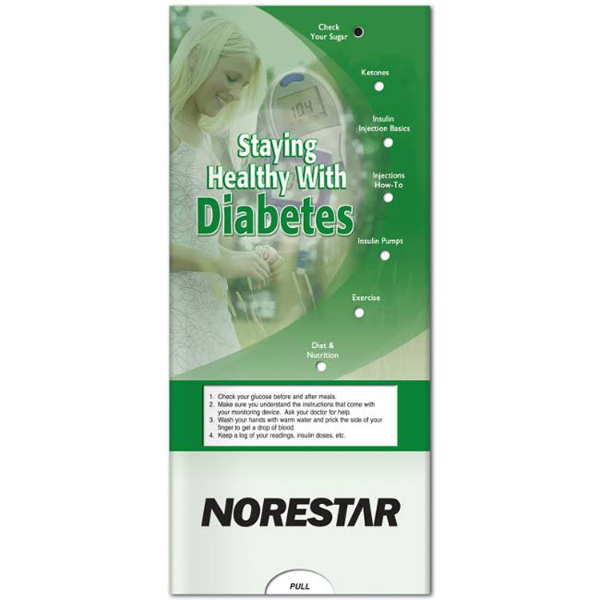 Check
Your Sugar
Ketones
Insulin
Injection Basics
Injections
How-To
Insulin Pumps
Exercise
Diet &
Nutrition
104
Staying
Healthy With
Diabetes
1. Check your glucose before and after meals.
2. Make sure you understand the instructions that come with
your monitoring device. Ask your doctor for help.
3. Wash your hands with warm water and prick the side of your
finger to get a drop of blood.
4. Keep a log of your readings, insulin doses, etc.
NORESTAR
PULL